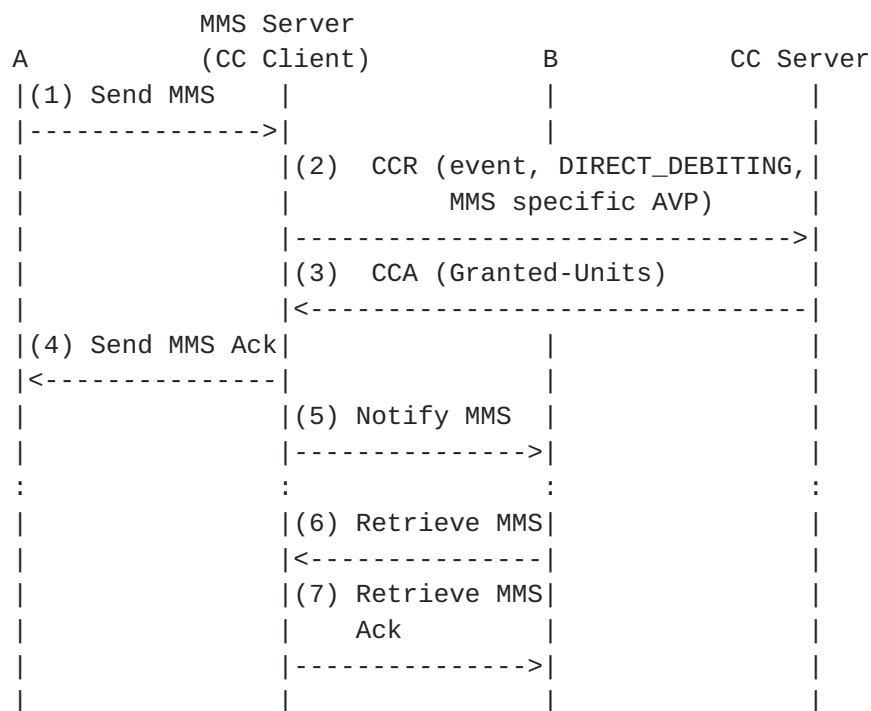 MMS Server
A (CC Client) B CC Server
(1) Send MMS
(2) CCR (event, DIRECT_DEBITING,
MMS specific AVP)
(3) CCA (Granted-Units)
(4) Send MMS Ack
(5) Notify MMS
: : : :
(6) Retrieve MMS
(7) Retrieve MMS
Ack